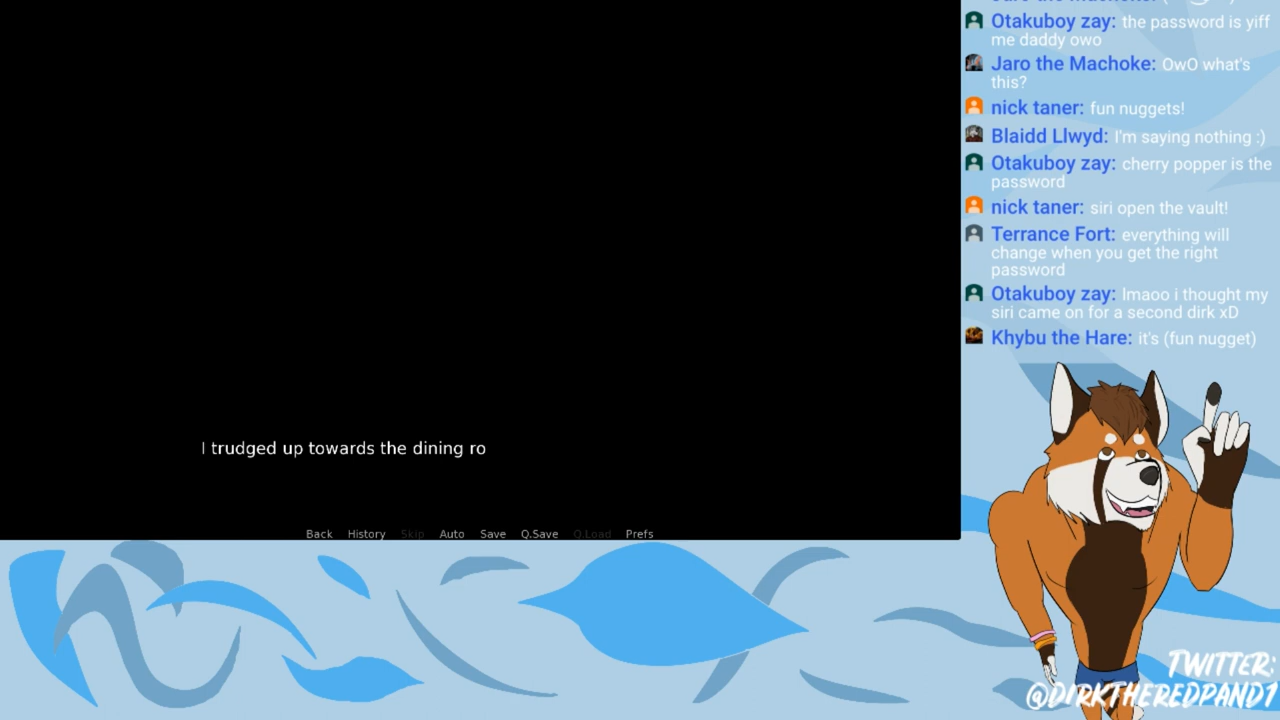 Otakuboy zay: the password is yiff
me daddy owo
Jaro the Machoke: OwO what's
this?
nick taner: fun nuggets!
Blaidd Llwyd: I'm saying nothing :)
Otakuboy zay: cherry popper is the
password
nick taner: siri open the vault!
Terrance Fort: everything will
change when you get the right
password
Otakuboy zay: lmaoo i thought my
siri came on for a second dirk xD
Khybu the Hare: it's (fun nugget)
I trudged up towards the dining ro
Back History Skip Auto Save Q.Save Q.Load Prefs
TWITTER:
@DIRKTHEREDPAND1